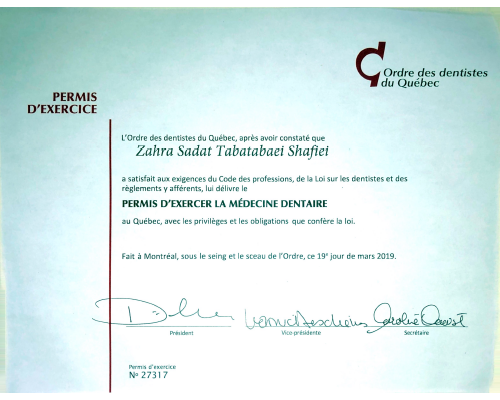 Ordre des dentistes
du Québec
PERMIS
D'EXERCICE
L'Ordre des dentistes du Québec, après avoir constaté que
Zahra Sadat Tabatabaei Shafiei
a satisfait aux exigences du Code des professions, de la Loi sur les dentistes et des
règlements y afférents, lui délivre le
PERMIS D'EXERCER LA MÉDECINE DENTAIRE
au Québec, avec les privilèges et les obligations que confère la loi.
Fait à Montréal, sous le seing et le sceau de l'Ordre, ce 19e jour de mars 2019.
Président Vice-présidente Secrétaire
Permis d'exercice
No 27317